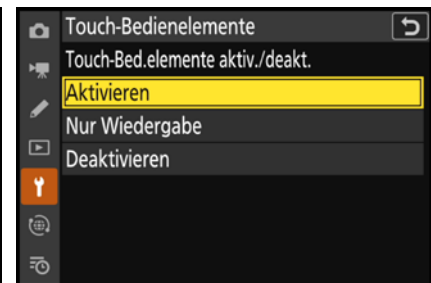 Touch-Bedienelemente
Touch-Bed.elemente aktiv./deakt.
Aktivieren
Nur Wiedergabe
Deaktivieren